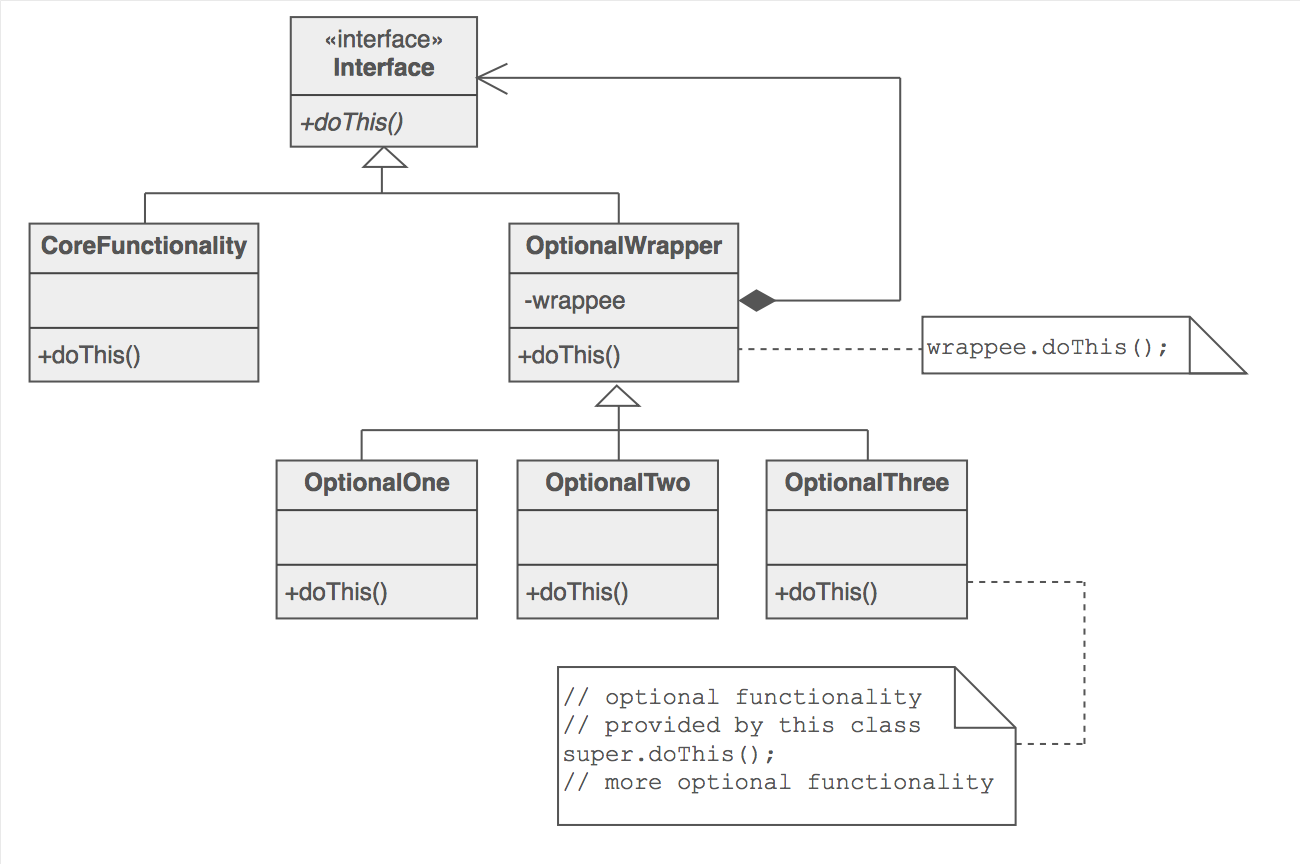 «interface»
Interface
+doThis()
CoreFunctionality
+doThis()
OptionalWrapper
-wrappee
+doThis()
wrappee.doThis();
OptionalOne
+doThis()
OptionalTwo
+doThis()
OptionalThree
+doThis()
// optional functionality
// provided by this class
super.doThis();
// more optional functionality